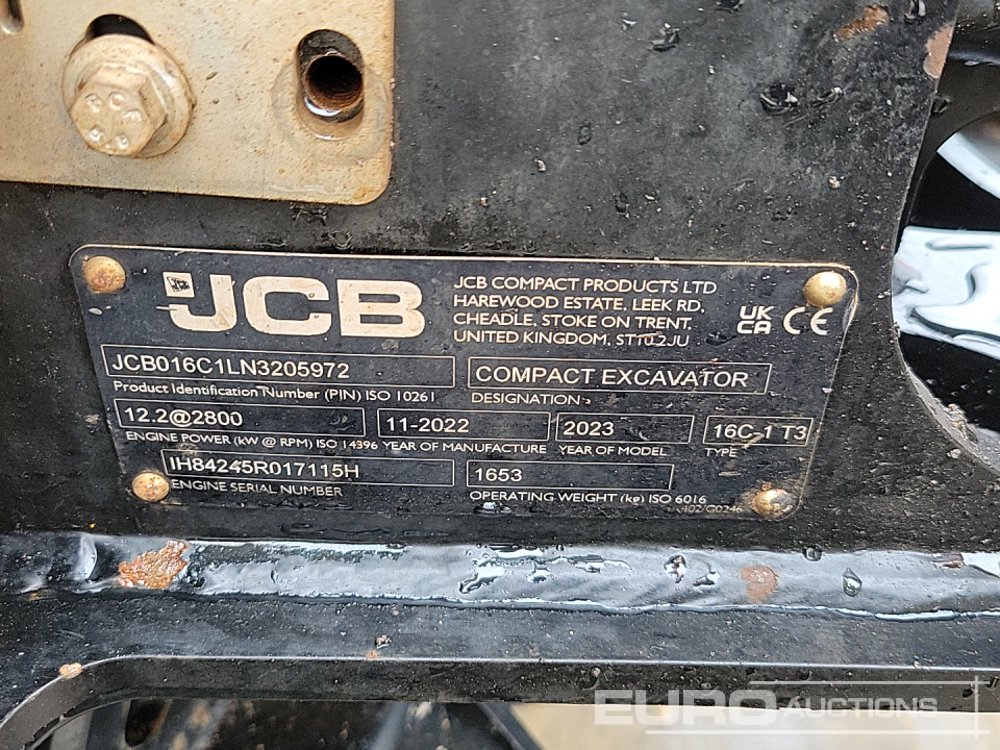 JCB
JCB COMPACT PRODUCTS LTD
HAREWOOD ESTATE, LEEK RD,
CHEADLE, STOKE ON TRENT,
UNITED KINGDOM, ST10 2JU
UK
CA CE
JCB016C1LN3205972
Product Identification Number (PIN) ISO 10261
COMPACT EXCAVATOR
DESIGNATION
12.2@2800
ENGINE POWER (kW @ RPM) ISO 14396
11-2022
YEAR OF MANUFACTURE
2023
YEAR OF MODEL
16C-1 T3
TYPE
IH84245R017115H
ENGINE SERIAL NUMBER
1653
OPERATING WEIGHT (kg) ISO 6016
EURO AUCTIONS